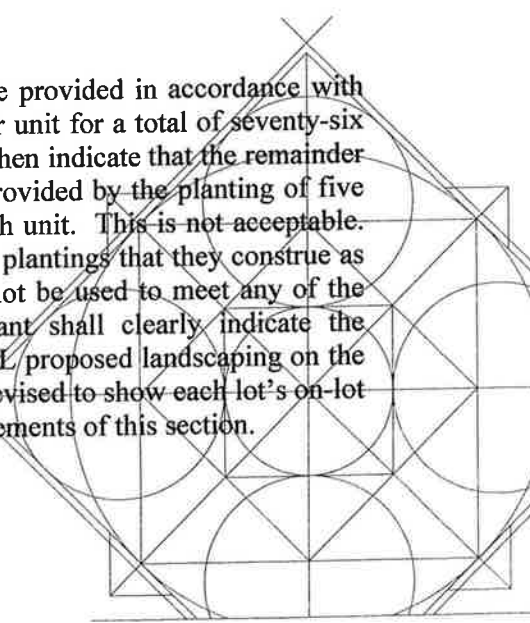 e provided in accordance with
r unit for a total of seventy-six
hen indicate that the remainder
rovided by the planting of five
h unit. This is not acceptable.
plantings that they construe as
ot be used to meet any of the
ant shall clearly indicate the
L proposed landscaping on the
evised to show each lot's on-lot
ements of this section.